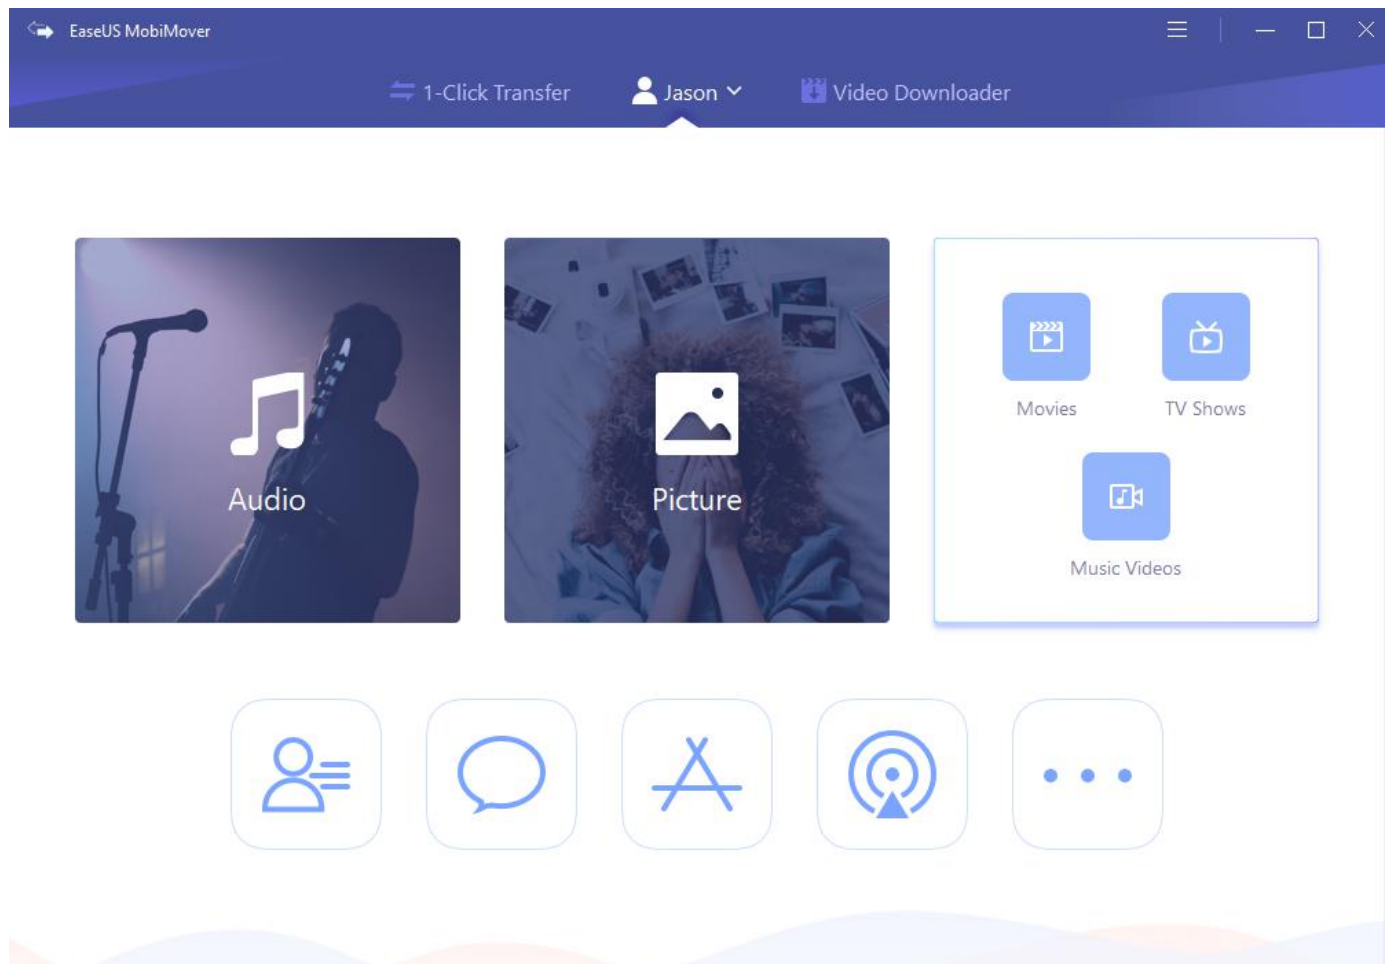 EaseUS MobiMover
1-Click Transfer
Jason
Video Downloader
Audio
Picture
Movies
TV Shows
Music Videos